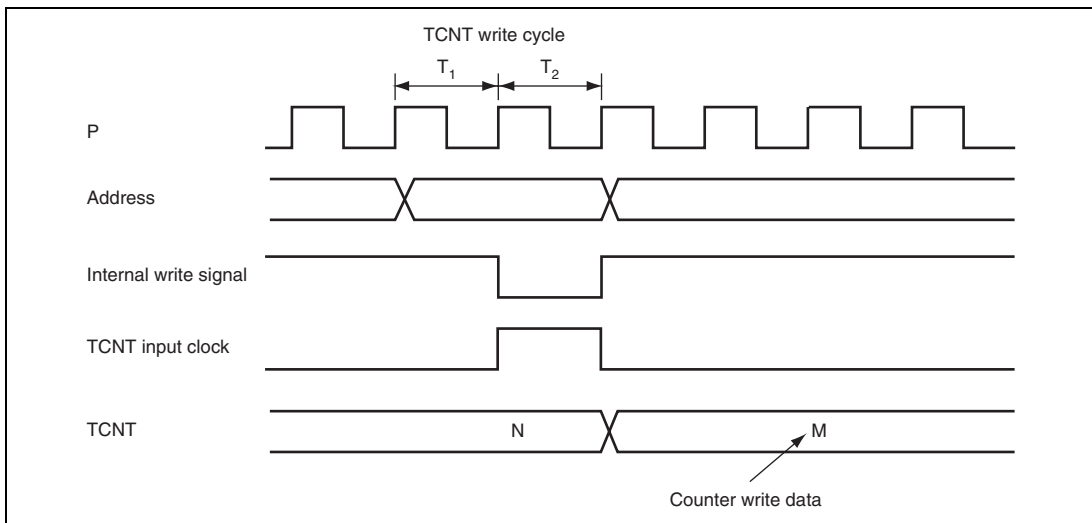 TCNT write cycle
T1 T2
P
Address
Internal write signal
TCNT input clock
TCNT N M
Counter write data